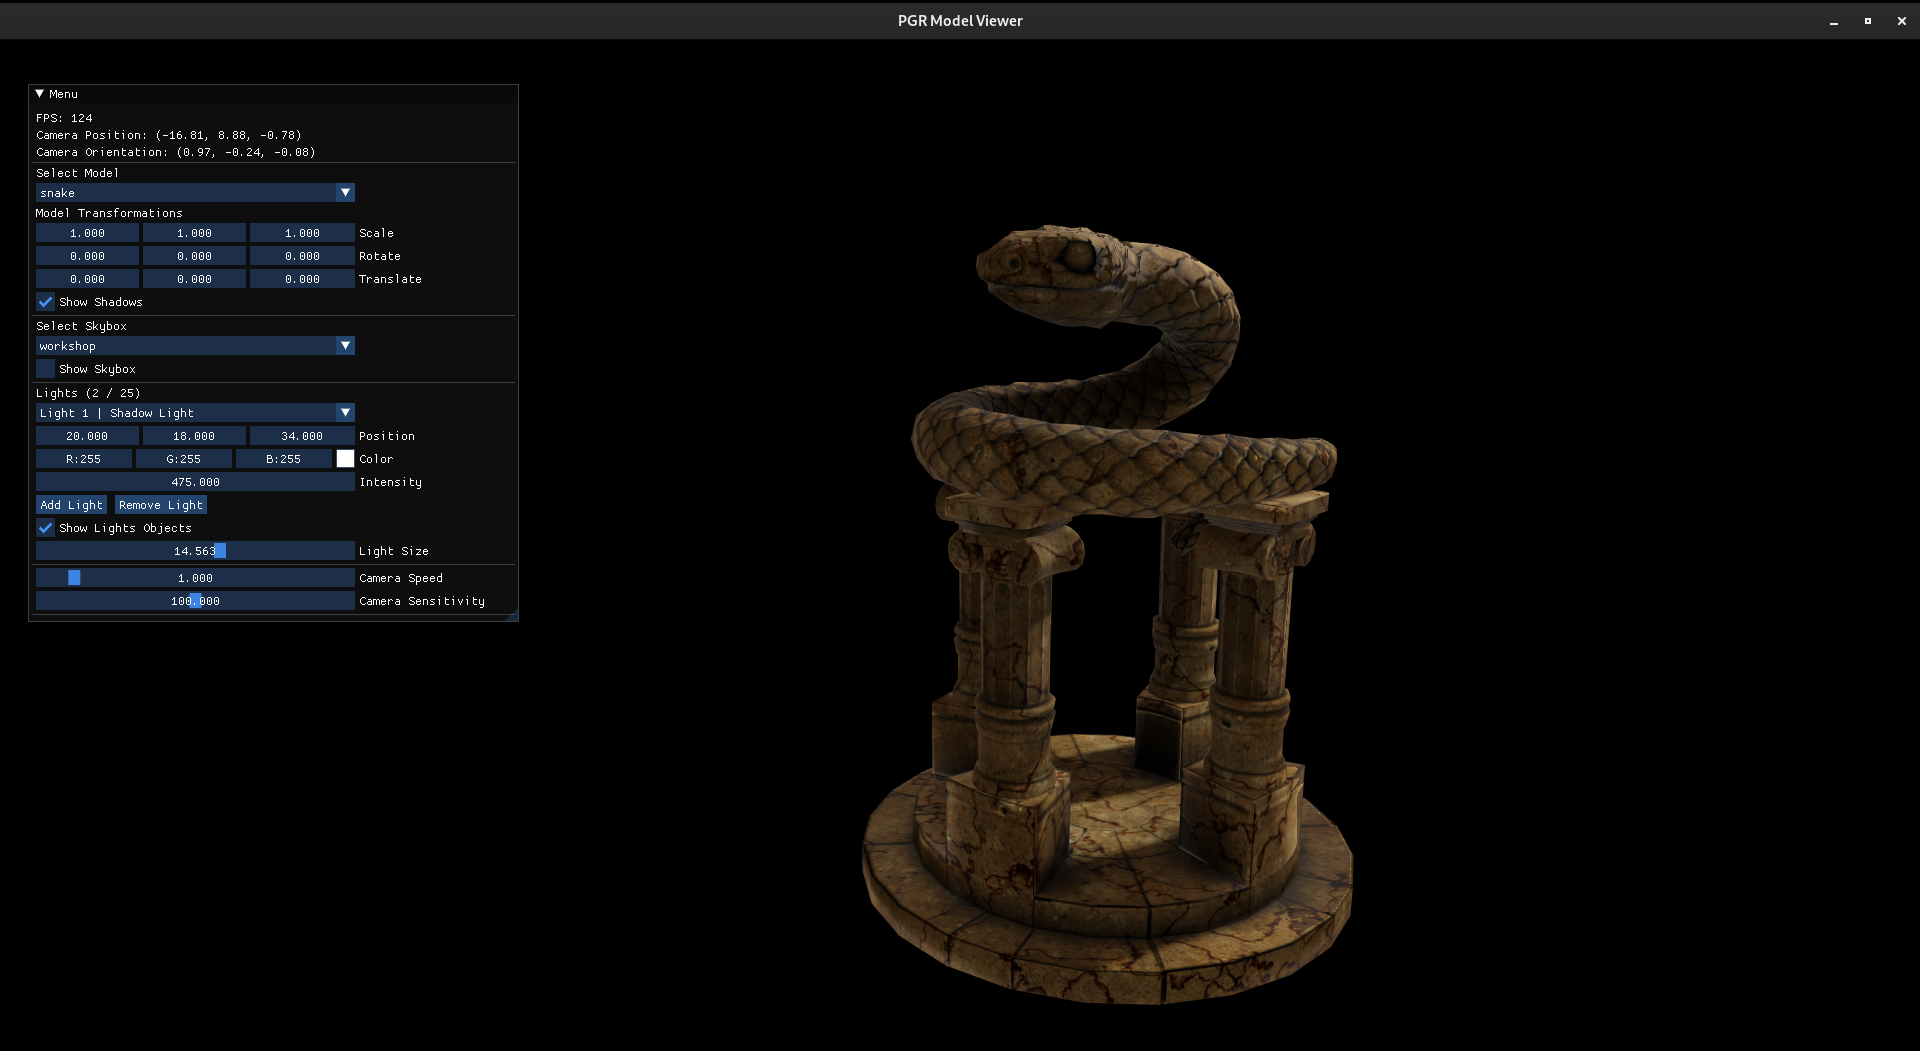 PGR Model Viewer
Menu
FPS: 124
Camera Position: (-16.81, 8.88, -0.78)
Camera Orientation: (0.97, -0.24, -0.08)
Select Model
snake
Model Transformations
1.000 1.000 1.000 Scale
0.000 0.000 0.000 Rotate
0.000 0.000 0.000 Translate
Show Shadows
Select Skybox
workshop
Show Skybox
Lights (2 / 25)
Light 1 | Shadow Light
20.000 18.000 34.000 Position
R:255 G:255 B:255 Color
475.000 Intensity
Add Light Remove Light
Show Lights Objects
14.563 Light Size
1.000 Camera Speed
100.000 Camera Sensitivity